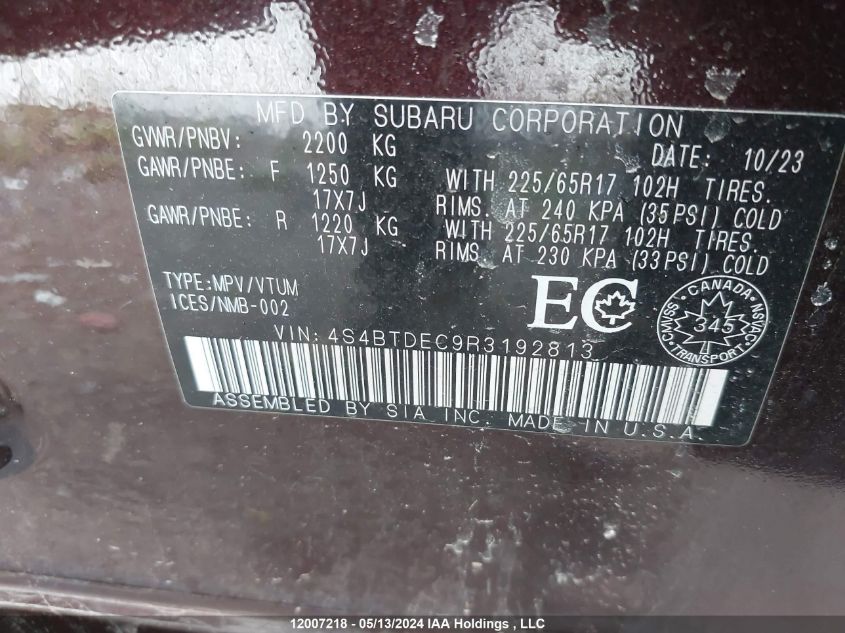 MFD BY SUBARU CORPORATION
GVWR/PNBV: 2200 KG DATE: 10/23
GAWR/PNBE: F 1250 KG WITH 225/65R17 102H TIRES.
17X7J RIMS. AT 240 KPA (35PSI) COLD
GAWR/PNBE: R 1220 KG WITH 225/65R17 102H TIRES.
17X7J RIMS. AT 230 KPA (33PSI) COLD
TYPE:MPV/VTUM
ICES/NMB-002
EC
CANADA
CMVSS 345 NSVAC
TRANSPORT
VIN:4S4BTDEC9R3192813
ASSEMBLED BY SIA INC. MADE IN U.S.A.
12007218 - 05/13/2024 IAA Holdings, LLC.